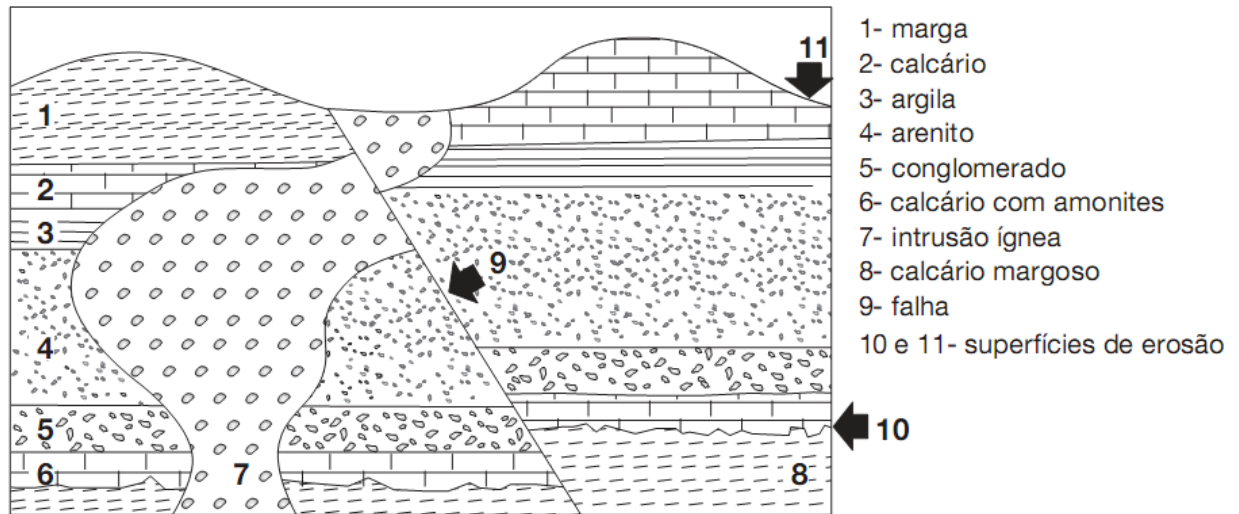 1- marga
2- calcário
3- argila
4- arenito
5- conglomerado
6- calcário com amonites
7- intrusão ígnea
8- calcário margoso
9- falha
10 e 11- superfícies de erosão
11
1
2
3
9
4
10
5
6
7
8